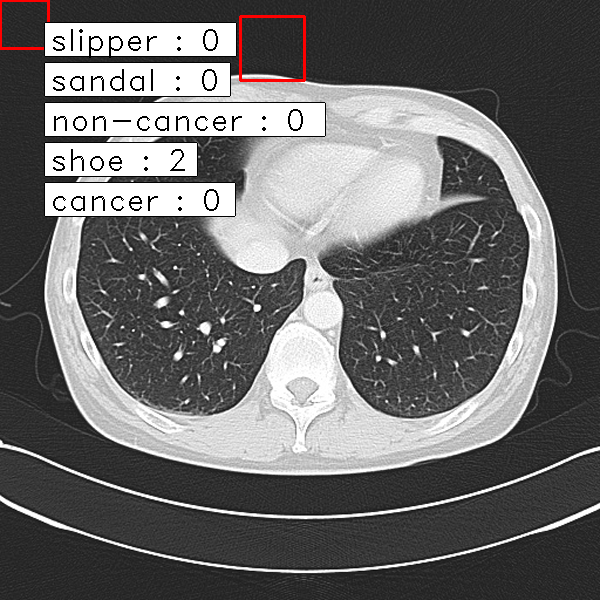 slipper : 0
sandal : 0
non-cancer : 0
shoe : 2
cancer : 0